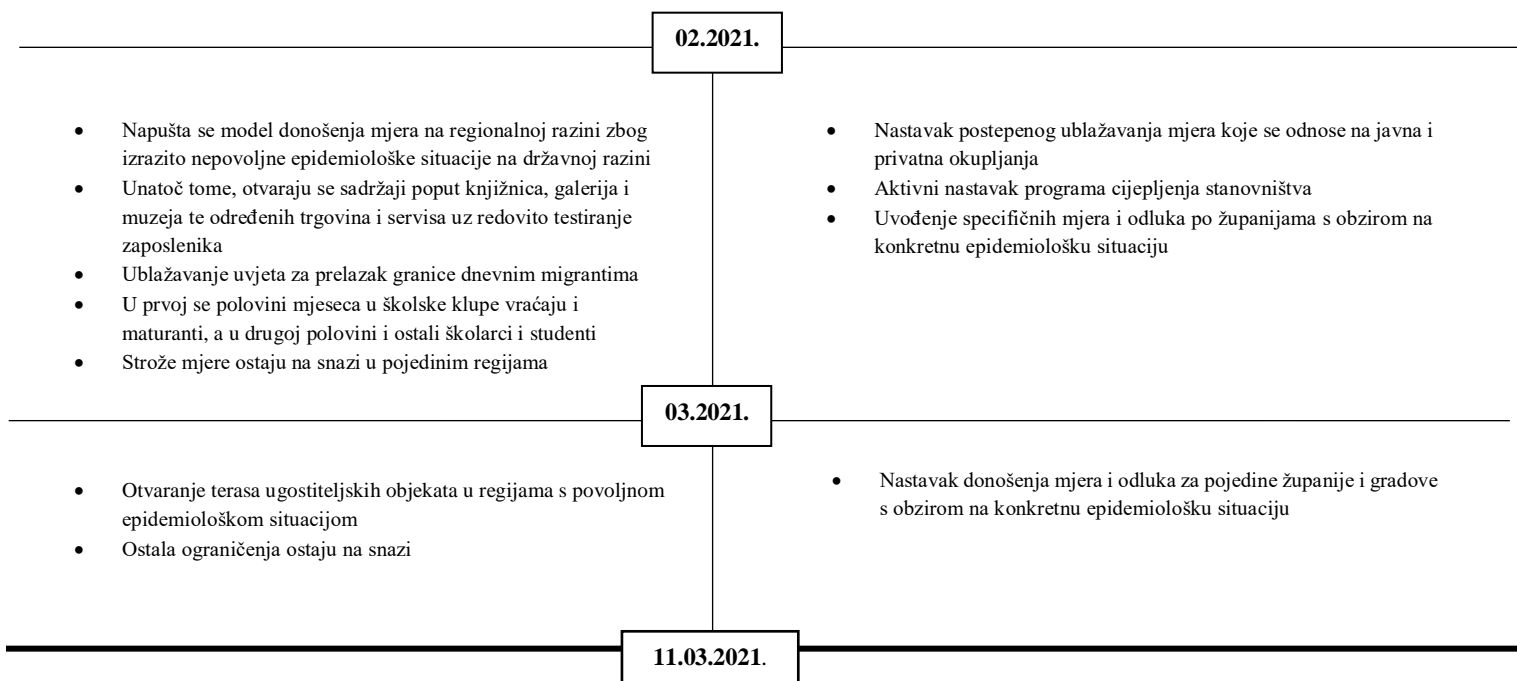 02.2021.
• Napušta se model donošenja mjera na regionalnoj razini zbog
izrazito nepovoljne epidemiološke situacije na državnoj razini
• Unatoč tome, otvaraju se sadržaji poput knjižnica, galerija i
muzeja te određenih trgovina i servisa uz redovito testiranje
zaposlenika
• Ublažavanje uvjeta za prelazak granice dnevnim migrantima
• U prvoj se polovini mjeseca u školske klupe vraćaju i
maturanti, a u drugoj polovini i ostali školarci i studenti
• Strože mjere ostaju na snazi u pojedinim regijama
• Nastavak postepenog ublažavanja mjera koje se odnose na javna i
privatna okupljanja
• Aktivni nastavak programa cijepljenja stanovništva
• Uvođenje specifičnih mjera i odluka po županijama s obzirom na
konkretnu epidemiološku situaciju
03.2021.
• Otvaranje terasa ugostiteljskih objekata u regijama s povoljnom
epidemiološkom situacijom
• Ostala ograničenja ostaju na snazi
• Nastavak donošenja mjera i odluka za pojedine županije i gradove
s obzirom na konkretnu epidemiološku situaciju
11.03.2021.